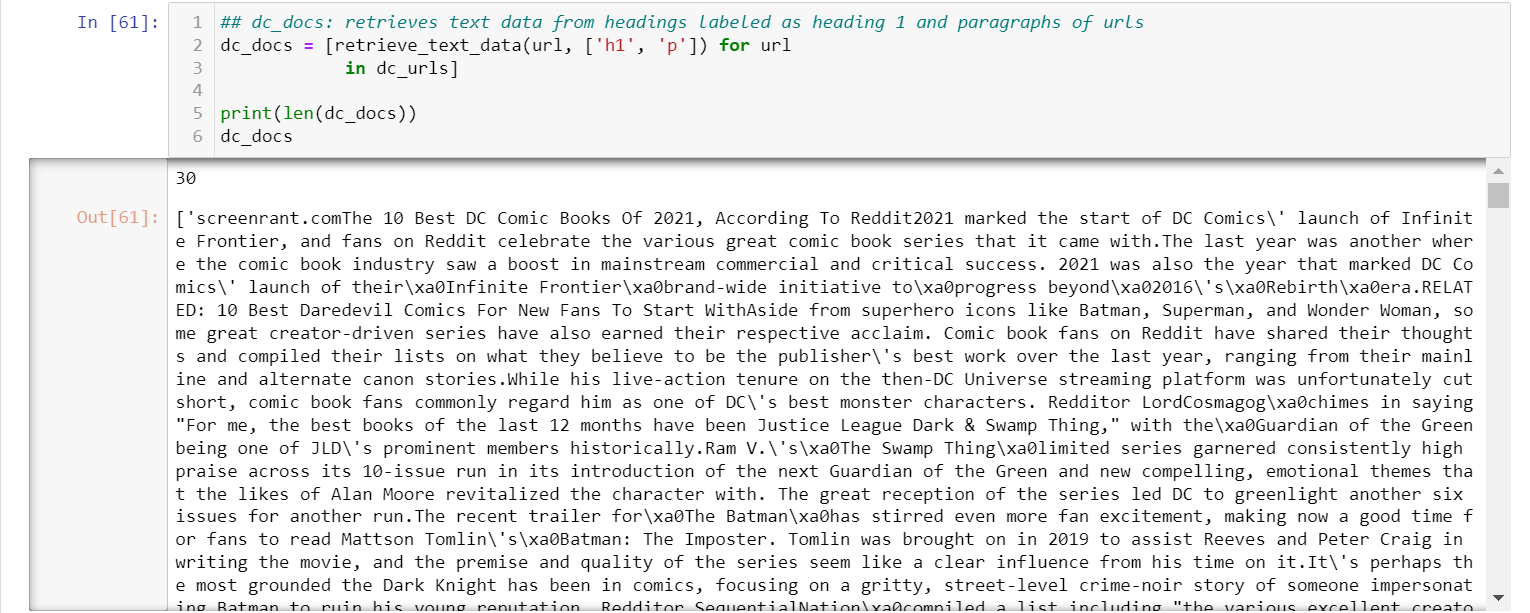 In [61]:
1 ## dc_docs: retrieves text data from headings labeled as heading 1 and paragraphs of urls
2 dc_docs = [retrieve_text_data(url, ['h1', 'p']) for url
3 in dc_urls]
4
5 print(len(dc_docs))
6 dc_docs
30
Out[61]:
['screenrant.comThe 10 Best DC Comic Books Of 2021, According To Reddit2021 marked the start of DC Comics\' launch of Infinit
e Frontier, and fans on Reddit celebrate the various great comic book series that it came with.The last year was another wher
e the comic book industry saw a boost in mainstream commercial and critical success. 2021 was also the year that marked DC Co
mics\' launch of their\xa0Infinite Frontier\xa0brand-wide initiative to\xa0progress beyond\xa02016\'s\xa0Rebirth\xa0era.RELAT
ED: 10 Best Daredevil Comics For New Fans To Start WithAside from superhero icons like Batman, Superman, and Wonder Woman, so
me great creator-driven series have also earned their respective acclaim. Comic book fans on Reddit have shared their thought
s and compiled their lists on what they believe to be the publisher\'s best work over the last year, ranging from their mainl
ine and alternate canon stories.While his live-action tenure on the then-DC Universe streaming platform was unfortunately cut
short, comic book fans commonly regard him as one of DC\'s best monster characters. Redditor LordCosmagog\xa0chimes in saying
"For me, the best books of the last 12 months have been Justice League Dark & Swamp Thing," with the\xa0Guardian of the Green
being one of JLD\'s prominent members historically.Ram V.\'s\xa0The Swamp Thing\xa0limited series garnered consistently high
praise across its 10-issue run in its introduction of the next Guardian of the Green and new compelling, emotional themes tha
t the likes of Alan Moore revitalized the character with. The great reception of the series led DC to greenlight another six
issues for another run.The recent trailer for\xa0The Batman\xa0has stirred even more fan excitement, making now a good time f
or fans to read Mattson Tomlin\'s\xa0Batman: The Imposter. Tomlin was brought on in 2019 to assist Reeves and Peter Craig in
writing the movie, and the premise and quality of the series seem like a clear influence from his time on it.It\'s perhaps th
e most grounded the Dark Knight has been in comics, focusing on a gritty, street-level crime-noir story of someone impersonat
ing Batman to ruin his young reputation. Redditor SequentialNation\xa0compiled a list including "the various excellent creato